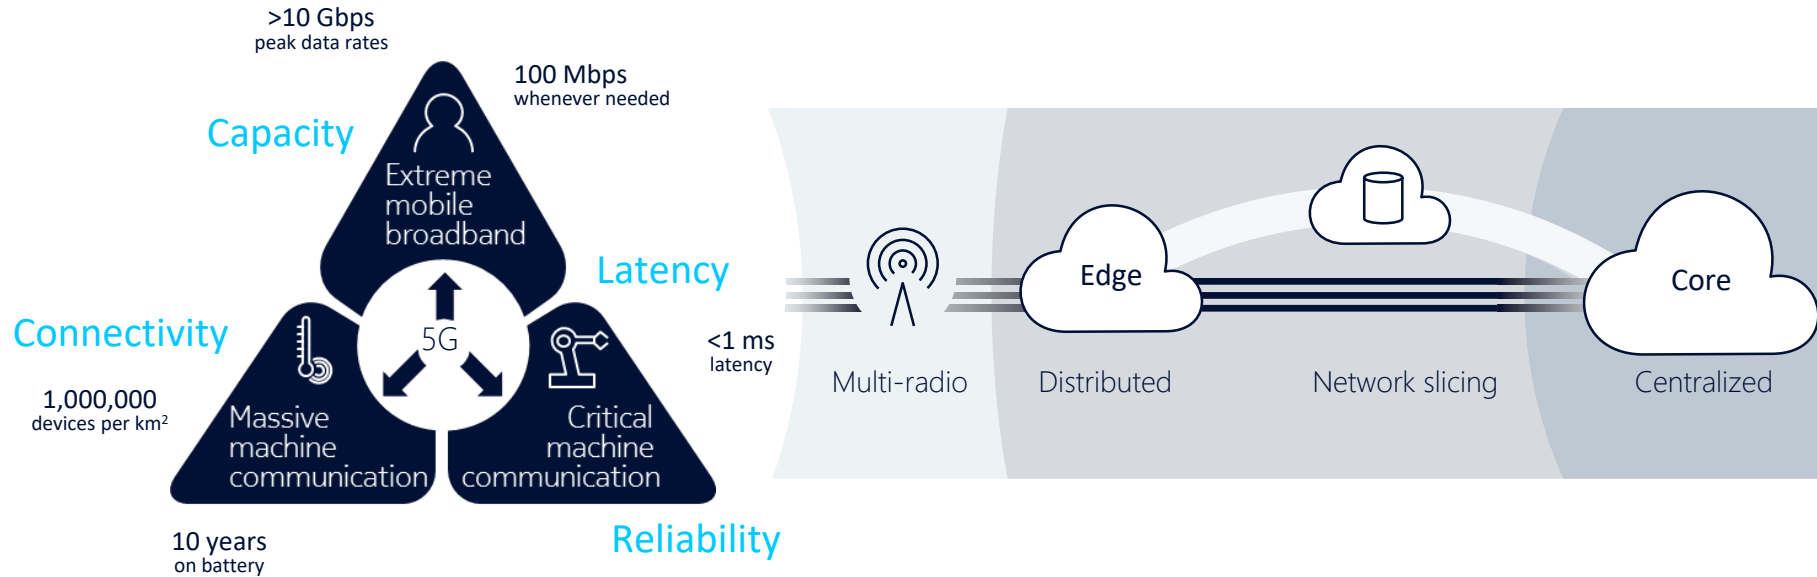 >10 Gbps
peak data rates
100 Mbps
whenever needed
Capacity
Extreme
mobile
broadband
Latency
<1 ms
latency
Connectivity
1,000,000
devices per km²
5G
Massive
machine
communication
Critical
machine
communication
10 years
on battery
Reliability
Edge
Core
Multi-radio
Distributed
Network slicing
Centralized